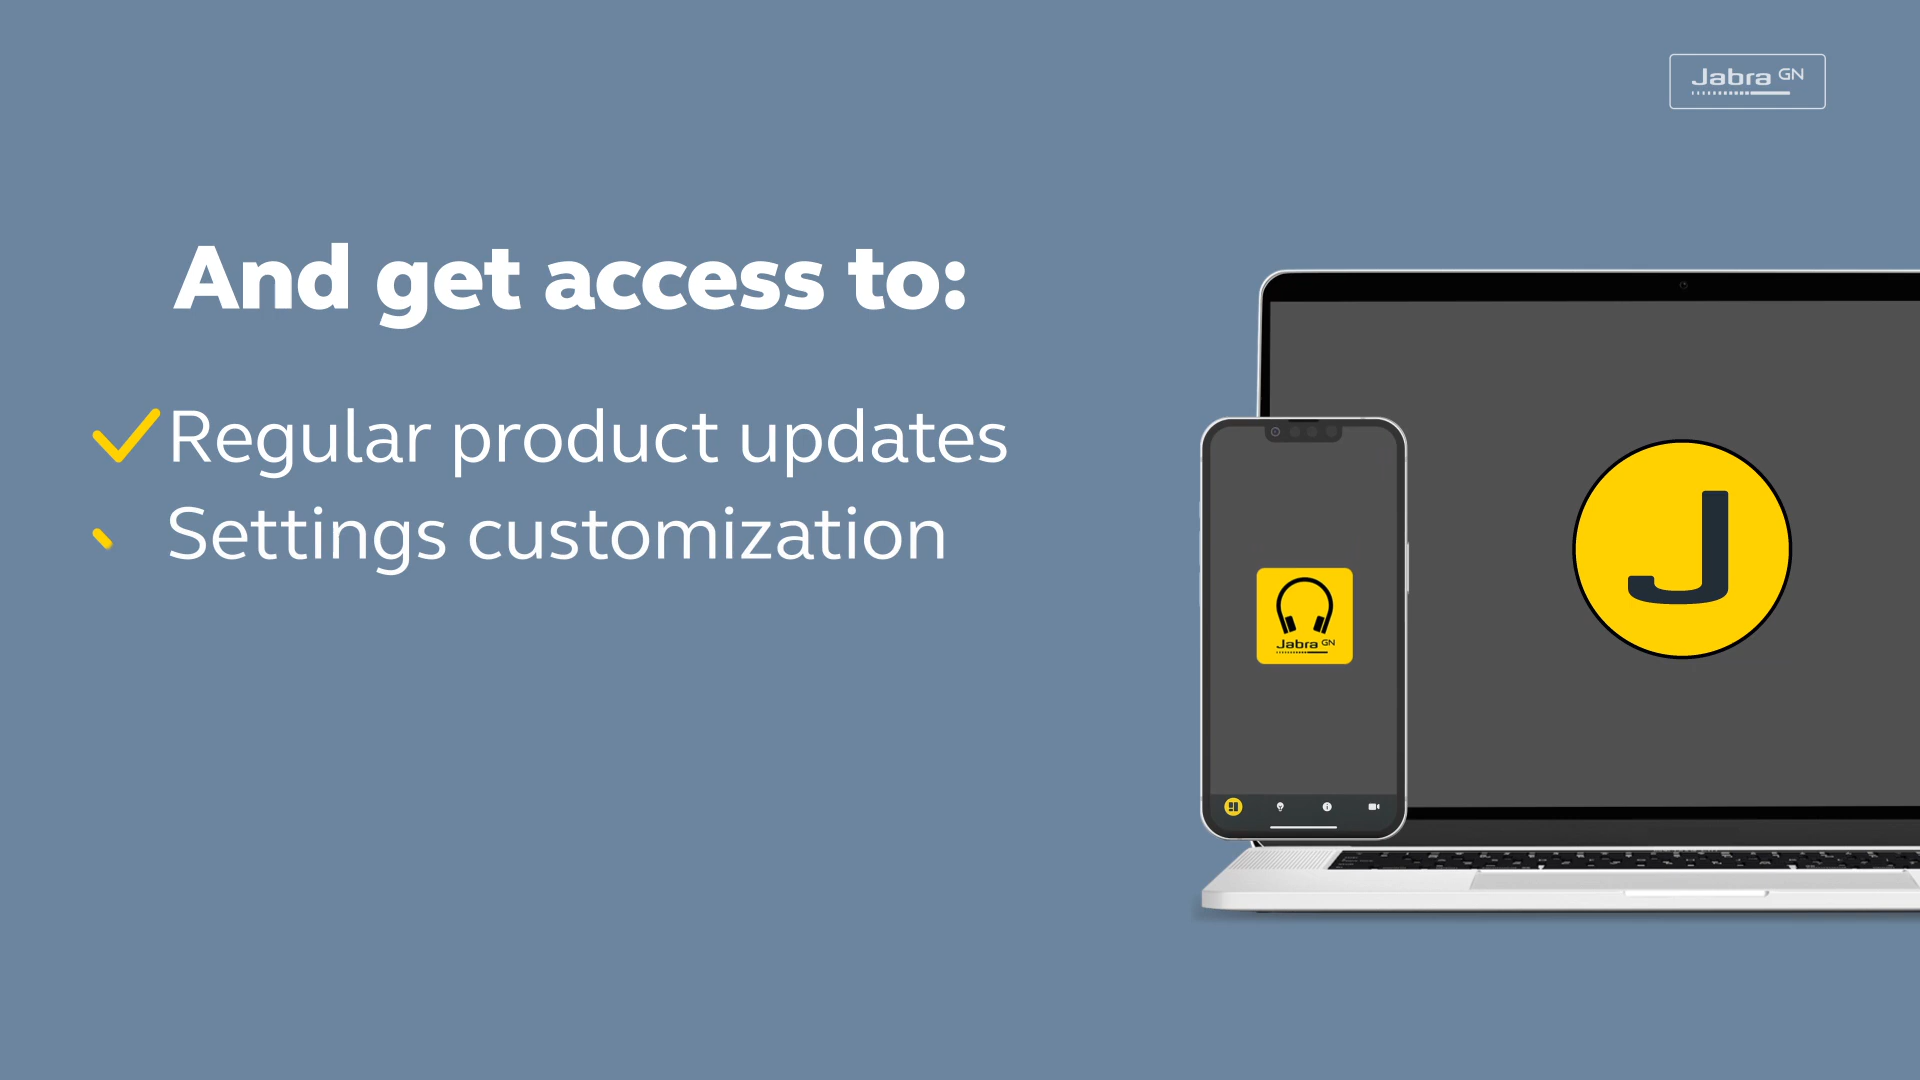 Jabra GN
And get access to:
Regular product updates
Settings customization
J
Jabra GN